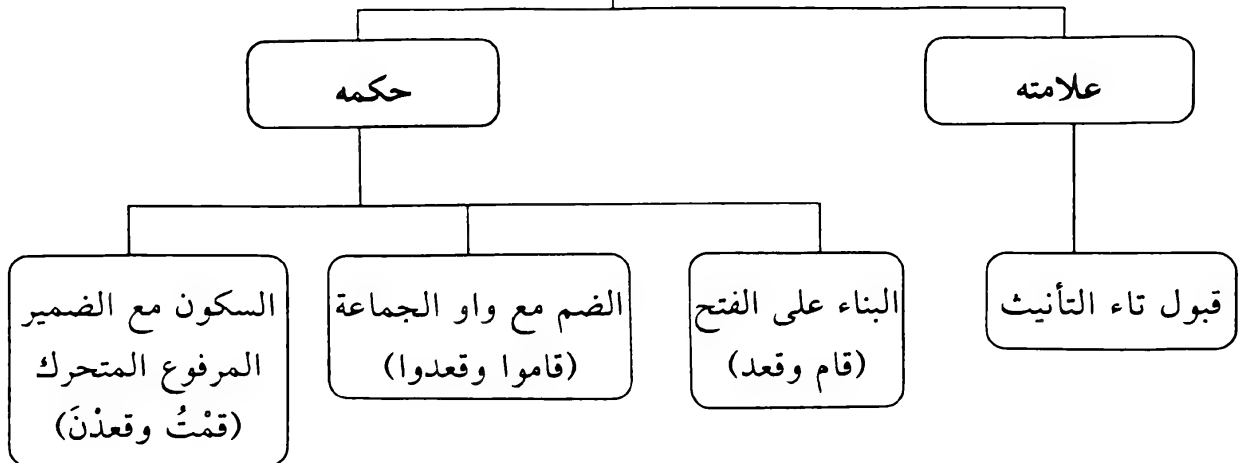 علامته
حكمه
قبول تاء التأنيث
البناء على الفتح
(قام وقعد)
الضم مع واو الجماعة
(قاموا وقعدوا)
السكون مع الضمير
المرفوع المتحرك
(قمْتُ وقعدْنَ)